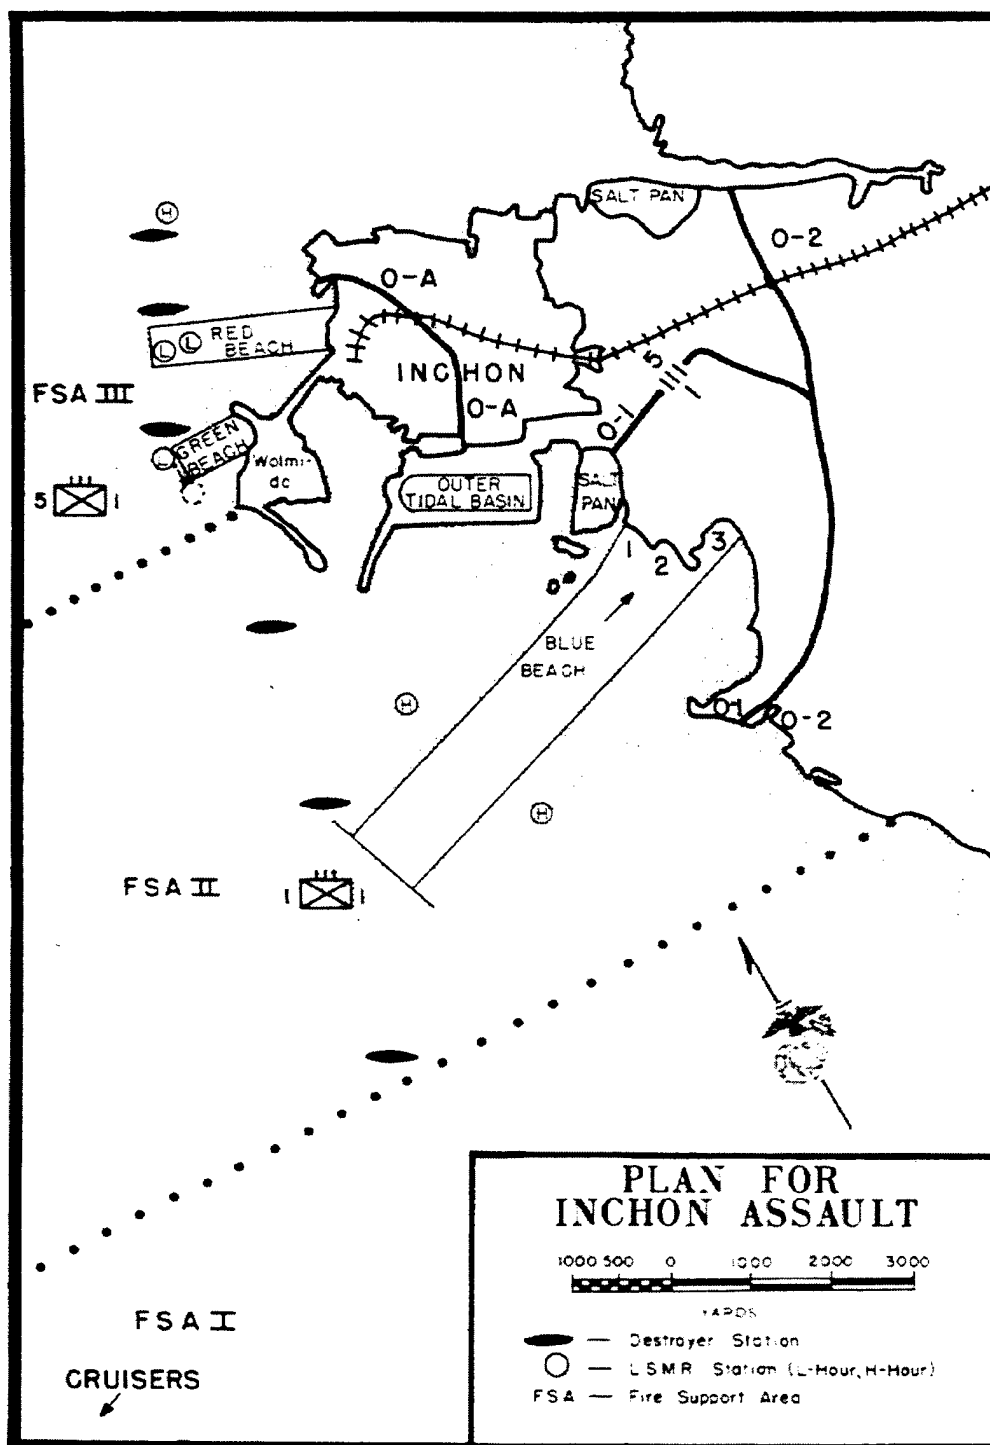 SALT PAN
H
O-2
O-A
RED
BEACH
L L
5
1
INCHON
FSA III
O-A
O-1
GREEN
BEACH
L
Wolmi-
do
SALT
PAN
OUTER
TIDAL BASIN
5 1
1
2
3
BLUE
BEACH
H
O-1
O-2
H
FSA II
1 1
PLAN FOR
INCHON ASSAULT
1000 500 0 1000 2000 3000
YARDS
— Destroyer Station
— LSMR Station (L-Hour, H-Hour)
FSA — Fire Support Area
FSA I
CRUISERS